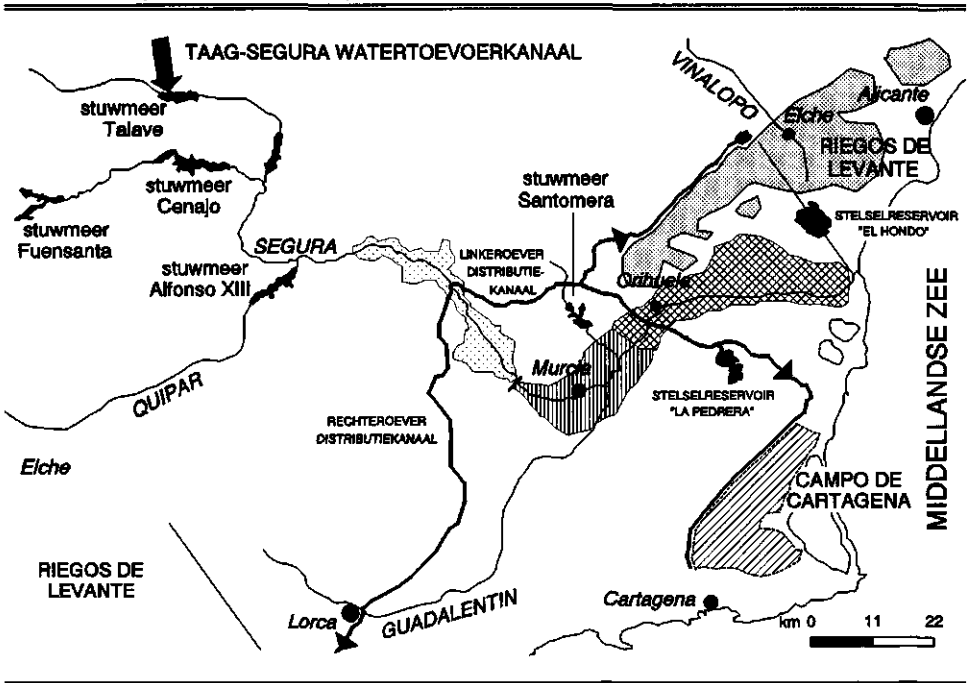 TAAG-SEGURA WATERTOEVOERKANAAL
stuwmeer
Talave
VINALOPO
Alicante
Elche
RIEGOS DE
LEVANTE
stuwmeer
Cenajo
stuwmeer
Santomera
stuwmeer
Fuensanta
STELSELRESERVOIR
"EL HONDO"
SEGURA
LINKEROEVER
DISTRIBUTIE-
KANAAL
stuwmeer
Alfonso XIII
Orihuela
MIDDELLANDSE ZEE
Murcia
QUIPAR
STELSELRESERVOIR
"LA PEDRERA"
RECHTEROEVER
DISTRIBUTIEKANAAL
Elche
CAMPO DE
CARTAGENA
RIEGOS DE
LEVANTE
Lorca
GUADALENTIN
Cartagena
km 0 11 22